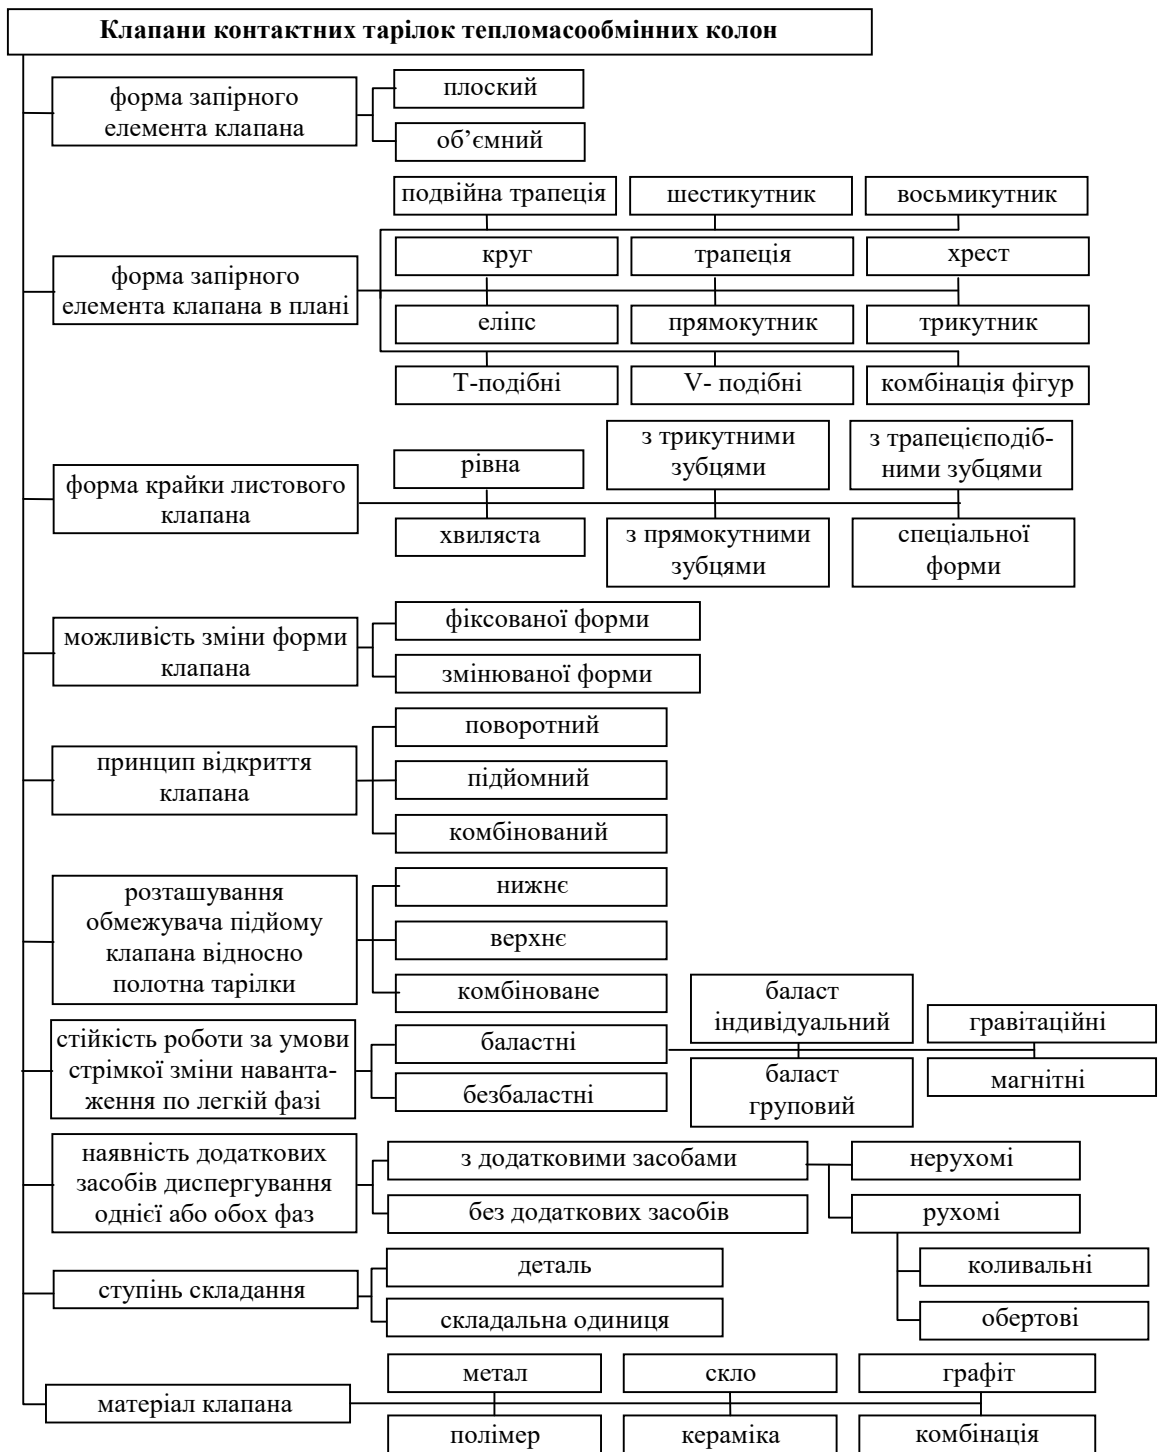 Клапани контактних тарілок тепломасообмінних колон
форма запірного
елемента клапана
плоский
об’ємний
форма запірного
елемента клапана в плані
подвійна трапеція
шестикутник
восьмикутник
круг
трапеція
хрест
еліпс
прямокутник
трикутник
Т-подібні
V- подібні
комбінація фігур
форма крайки листового
клапана
рівна
з трикутними
зубцями
з трапецієподіб-
ними зубцями
хвиляста
з прямокутними
зубцями
спеціальної
форми
можливість зміни форми
клапана
фіксованої форми
змінюваної форми
принцип відкриття
клапана
поворотний
підйомний
комбінований
розташування
обмежувача підйому
клапана відносно
полотна тарілки
нижнє
верхнє
комбіноване
стійкість роботи за умови
стрімкої зміни наванта-
ження по легкій фазі
баластні
безбаластні
баласт
індивідуальний
гравітаційні
баласт
груповий
магнітні
наявність додаткових
засобів диспергування
однієї або обох фаз
з додатковими засобами
без додаткових засобів
нерухомі
рухомі
коливальні
обертові
ступінь складання
деталь
складальна одиниця
матеріал клапана
метал
скло
графіт
полімер
кераміка
комбінація